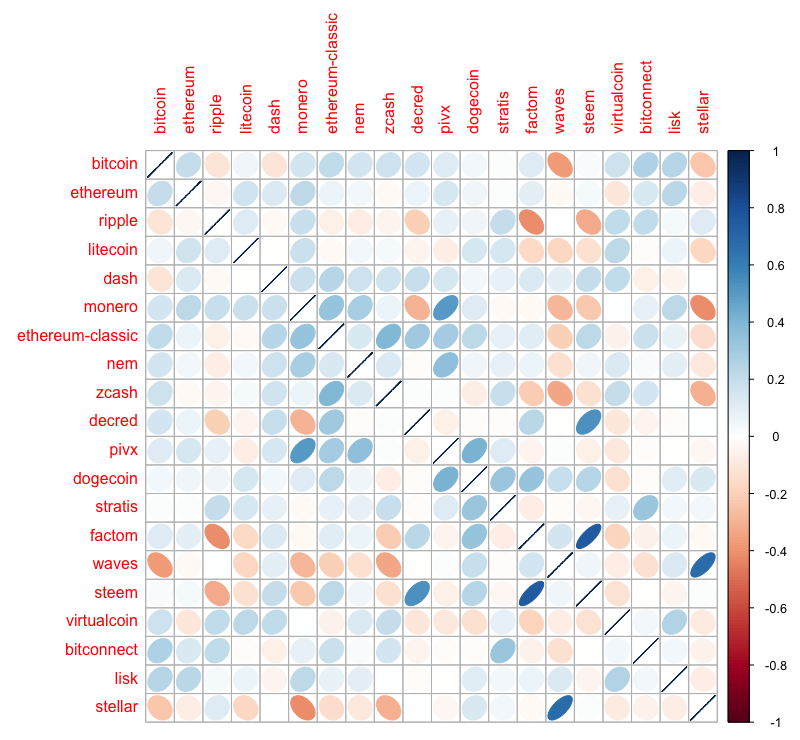 bitcoin
ethereum
ripple
litecoin
dash
monero
ethereum-classic
nem
zcash
decred
pivx
dogecoin
stratis
factom
waves
steem
virtualcoin
bitconnect
lisk
stellar
bitcoin
ethereum
ripple
litecoin
dash
monero
ethereum-classic
nem
zcash
decred
pivx
dogecoin
stratis
factom
waves
steem
virtualcoin
bitconnect
lisk
stellar
1
0.8
0.6
0.4
0.2
0
-0.2
-0.4
-0.6
-0.8
-1